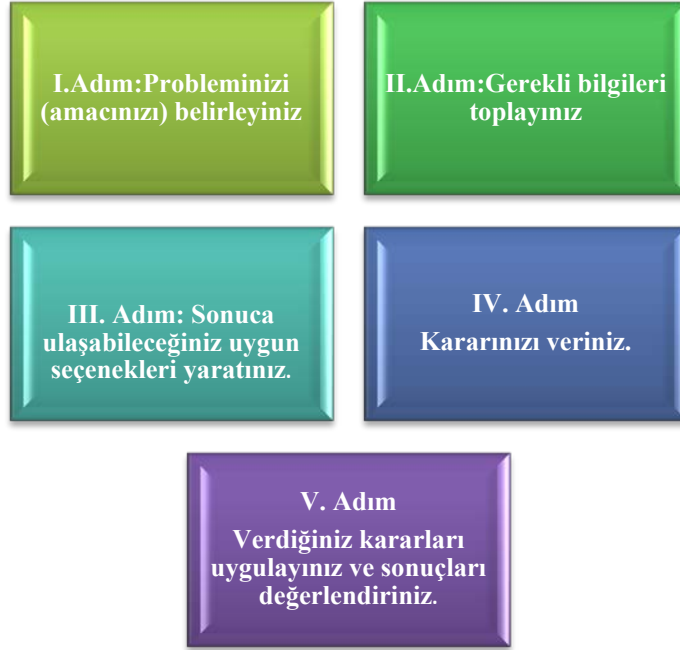 I.Adım:Probleminizi
(amacınızı) belirleyiniz
II.Adım:Gerekli bilgileri
toplayınız
III. Adım: Sonuca
ulaşabileceğiniz uygun
seçenekleri yaratınız.
IV. Adım
Kararınızı veriniz.
V. Adım
Verdiğiniz kararları
uygulayınız ve sonuçları
değerlendiriniz.